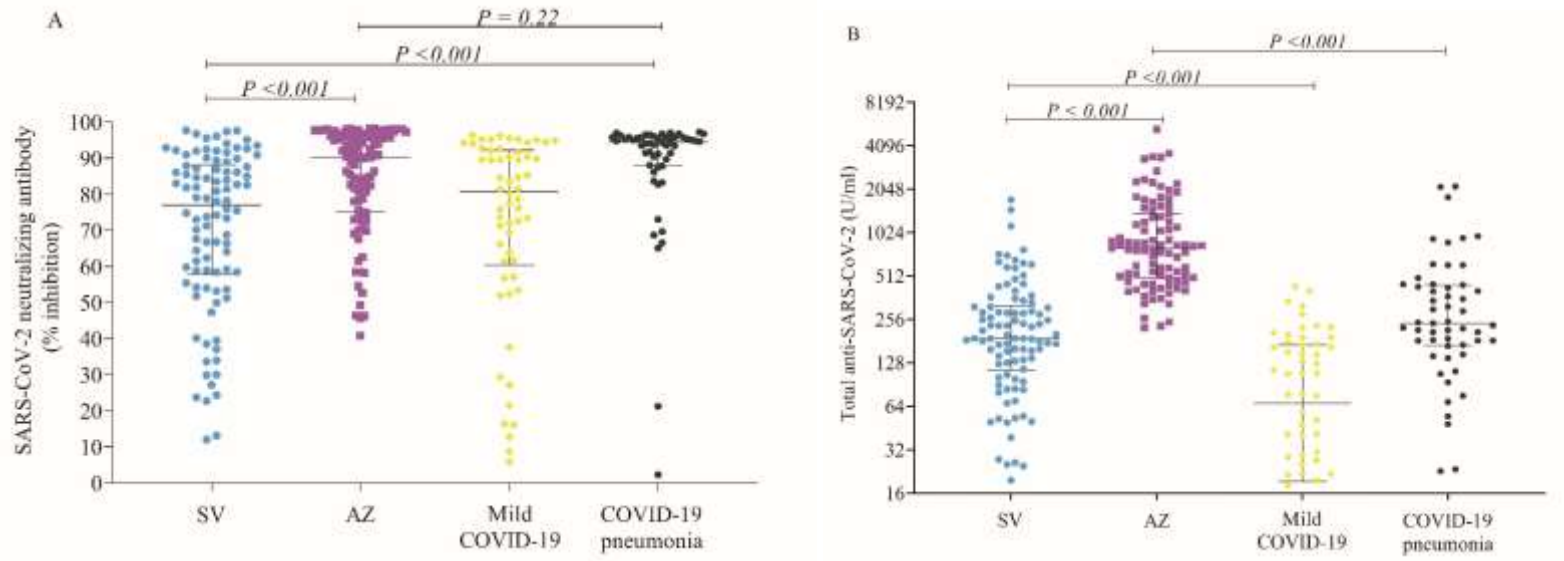 A
P = 0.22
P <0.001
P <0.001
SARS-CoV-2 neutralizing antibody
(% inhibition)
100
90
80
70
60
50
40
30
20
10
0
SV
AZ
Mild
COVID-19
COVID-19
pneumonia
B
P <0.001
P <0.001
P < 0.001
Total anti-SARS-CoV-2 (U/ml)
8192
4096
2048
1024
512
256
128
64
32
16
SV
AZ
Mild
COVID-19
COVID-19
pneumonia